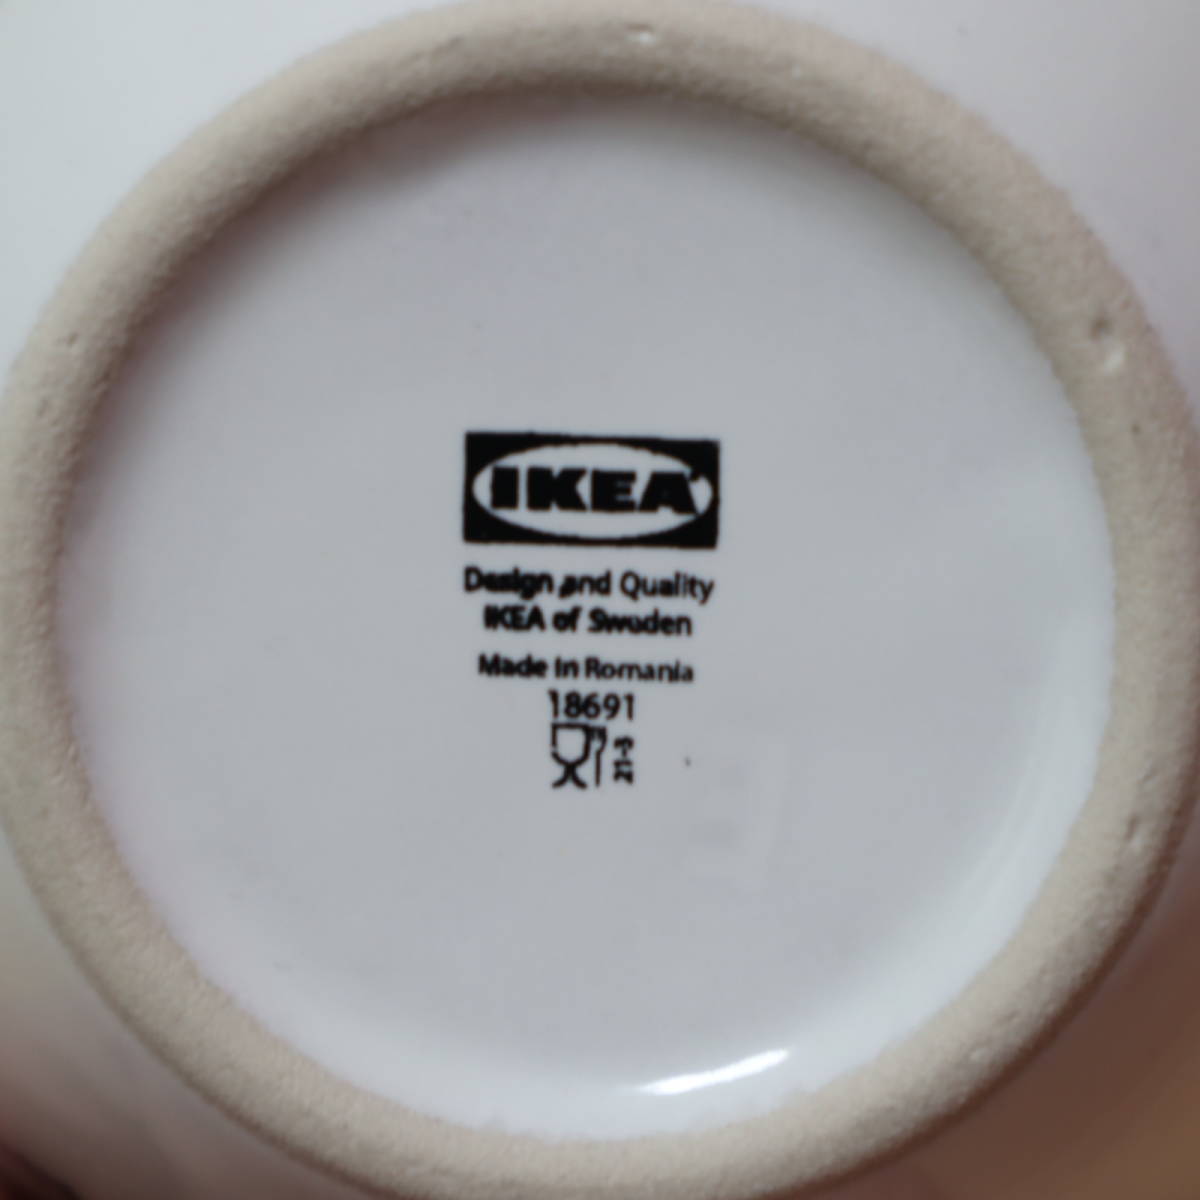 IKEA
Design and Quality
IKEA of Sweden
Made in Romania
18691